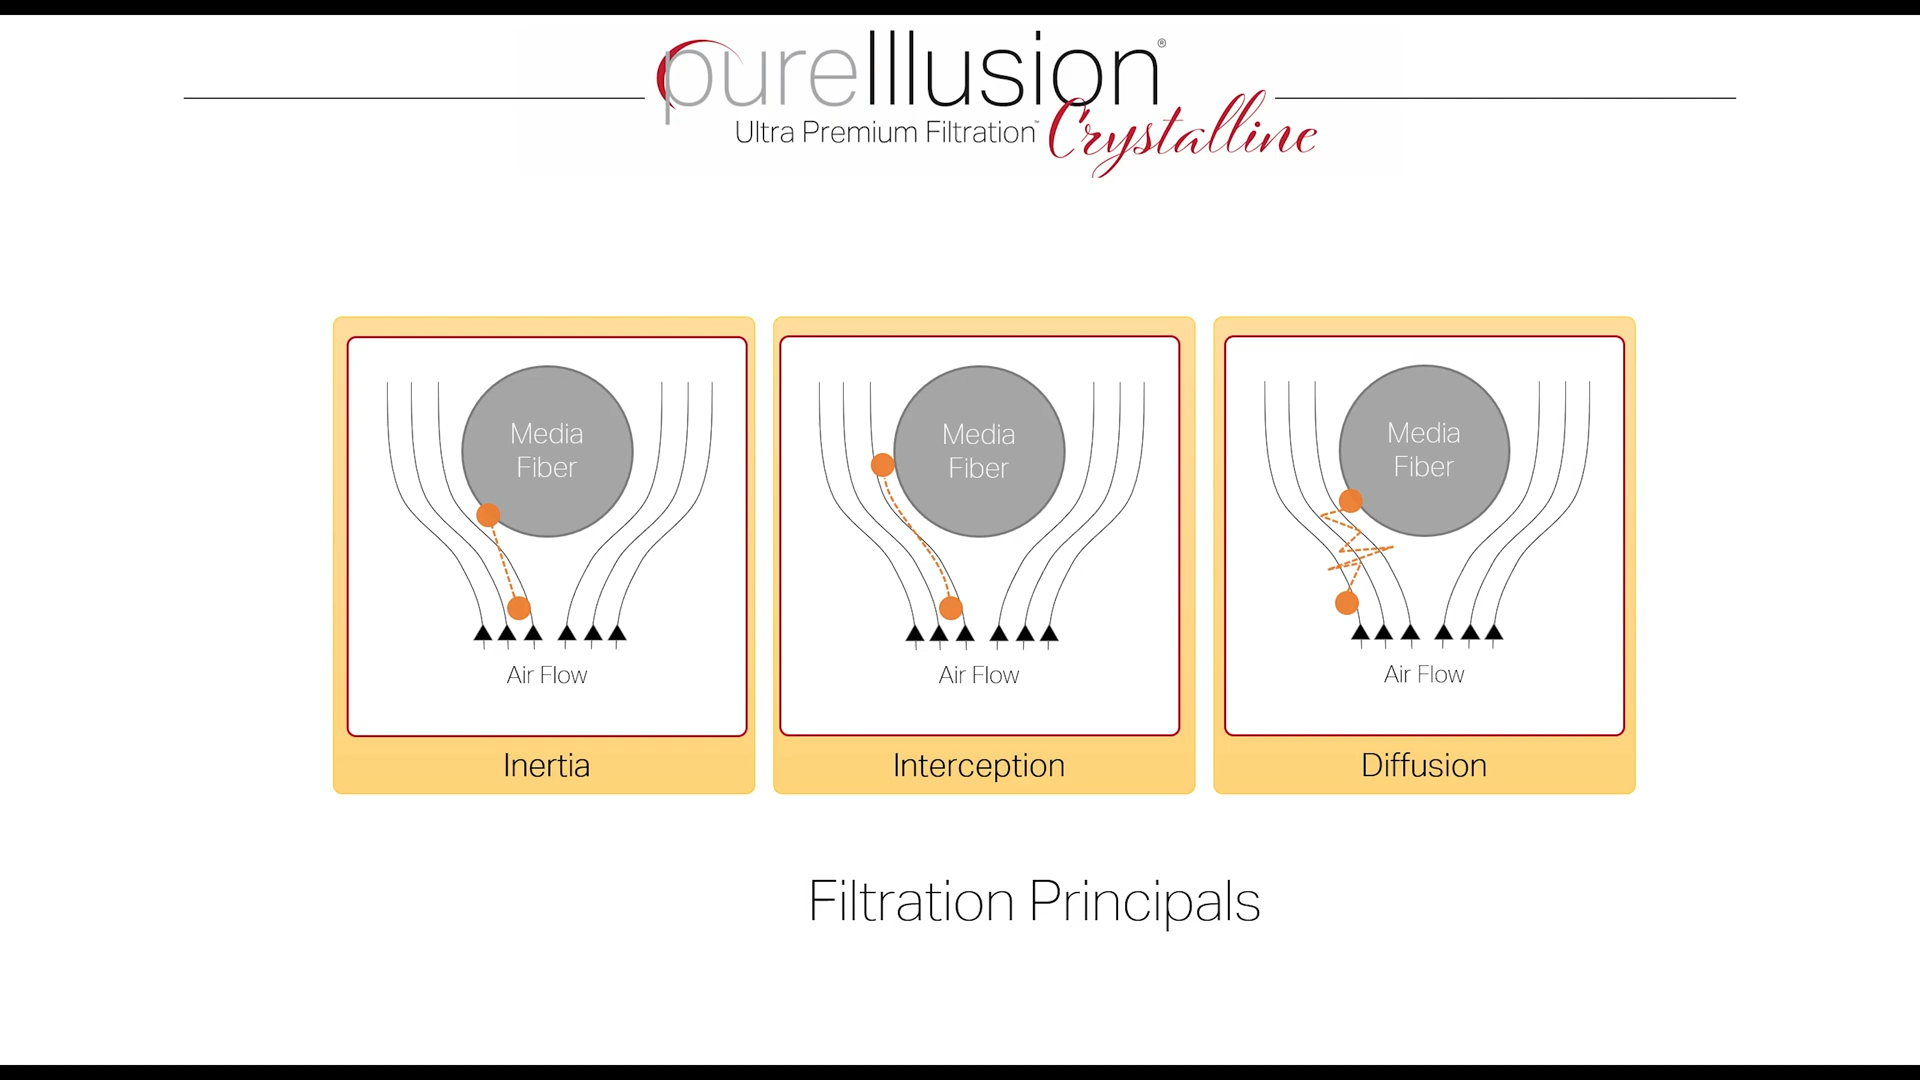 pureIllusion®
Ultra Premium Filtration™ Crystalline
Media
Fiber
Air Flow
Inertia
Media
Fiber
Air Flow
Interception
Media
Fiber
Air Flow
Diffusion
Filtration Principals